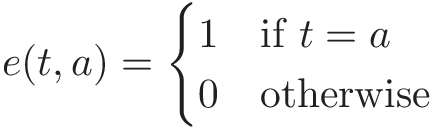 e(t, a) = { 1 if t = a
0 otherwise